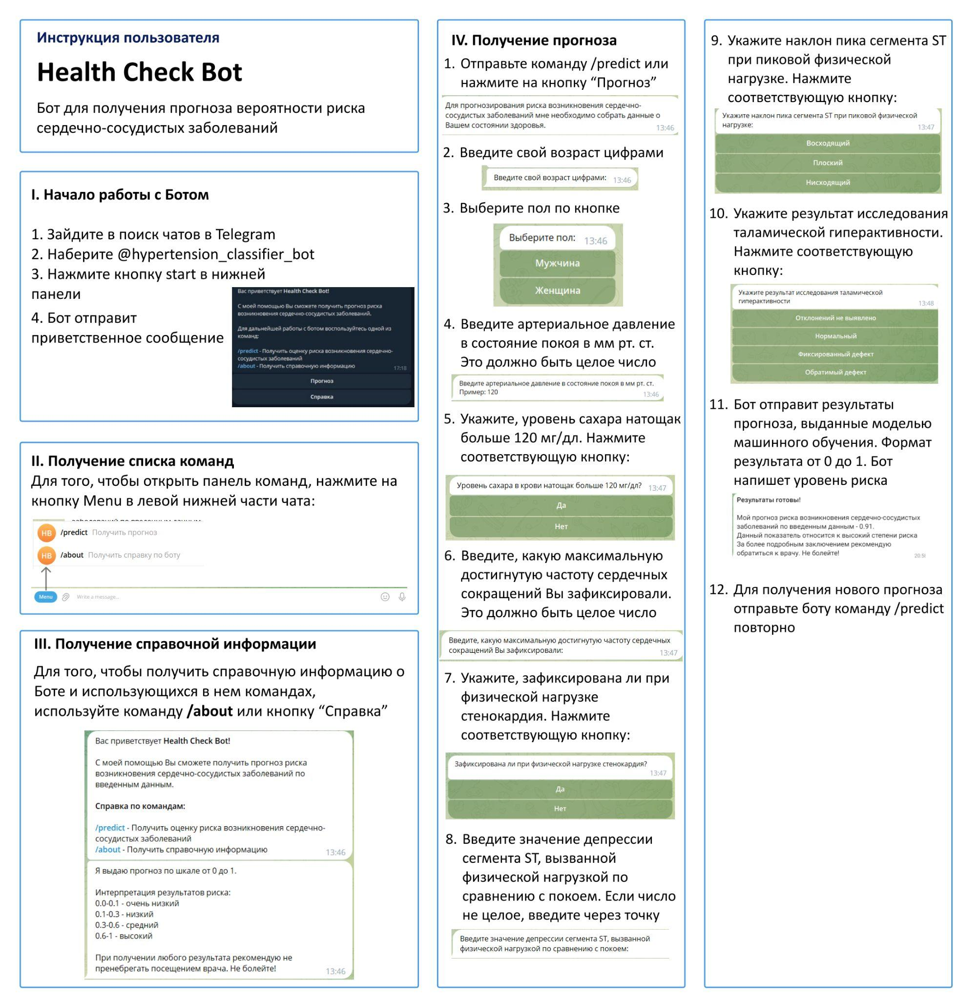 Инструкция пользователя
Health Check Bot
Бот для получения прогноза вероятности риска
сердечно-сосудистых заболеваний
I. Начало работы с Ботом
1. Зайдите в поиск чатов в Telegram
2. Наберите @hypertension_classifier_bot
3. Нажмите кнопку start в нижней
панели
4. Бот отправит
приветственное сообщение
Вас приветствует Health Check Bot!
С моей помощью Вы сможете получить прогноз риска
возникновения сердечно-сосудистых заболеваний.
Для дальнейшей работы с ботом воспользуйтесь одной из
команд:
/predict - Получить оценку риска возникновения сердечно-
сосудистых заболеваний
/about - Получить справочную информацию 17:18
Прогноз
Справка
II. Получение списка команд
Для того, чтобы открыть панель команд, нажмите на
кнопку Menu в левой нижней части чата:
заболеваний по введенным данным
HB /predict Получить прогноз
HB /about Получить справку по боту
Menu Write a message...
III. Получение справочной информации
Для того, чтобы получить справочную информацию о
Боте и использующихся в нем командах,
используйте команду /about или кнопку “Справка”
Вас приветствует Health Check Bot!
С моей помощью Вы сможете получить прогноз риска
возникновения сердечно-сосудистых заболеваний по
введенным данным.
Справка по командам:
/predict - Получить оценку риска возникновения сердечно-
сосудистых заболеваний
/about - Получить справочную информацию 13:46
Я выдаю прогноз по шкале от 0 до 1.
Интерпретация результатов риска:
0.0-0.1 - очень низкий
0.1-0.3 - низкий
0.3-0.6 - средний
0.6-1 - высокий
При получении любого результата рекомендую не
пренебрегать посещением врача. Не болейте! 13:46
IV. Получение прогноза
1. Отправьте команду /predict или
нажмите на кнопку “Прогноз”
Для прогнозирования риска возникновения сердечно-
сосудистых заболеваний мне необходимо собрать данные о
Вашем состоянии здоровья. 13:46
2. Введите свой возраст цифрами
Введите свой возраст цифрами: 13:46
3. Выберите пол по кнопке
Выберите пол: 13:46
Мужчина
Женщина
4. Введите артериальное давление
в состояние покоя в мм рт. ст.
Это должно быть целое число
Введите артериальное давление в состояние покоя в мм рт. ст.
Пример: 120 13:46
5. Укажите, уровень сахара натощак
больше 120 мг/дл. Нажмите
соответствующую кнопку:
Уровень сахара в крови натощак больше 120 мг/дл? 13:47
Да
Нет
6. Введите, какую максимальную
достигнутую частоту сердечных
сокращений Вы зафиксировали.
Это должно быть целое число
Введите, какую максимальную достигнутую частоту сердечных
сокращений Вы зафиксировали: 13:47
7. Укажите, зафиксирована ли при
физической нагрузке
стенокардия. Нажмите
соответствующую кнопку:
Зафиксирована ли при физической нагрузке стенокардия?
13:47
Да
Нет
8. Введите значение депрессии
сегмента ST, вызванной
физической нагрузкой по
сравнению с покоем. Если число
не целое, введите через точку
Введите значение депрессии сегмента ST, вызванной
физической нагрузкой по сравнению с покоем:
9. Укажите наклон пика сегмента ST
при пиковой физической
нагрузке. Нажмите
соответствующую кнопку:
Укажите наклон пика сегмента ST при пиковой физической
нагрузке: 13:47
Восходящий
Плоский
Нисходящий
10. Укажите результат исследования
таламической гиперактивности.
Нажмите соответствующую
кнопку:
Укажите результат исследования таламической
гиперактивности 13:48
Отклонений не выявлено
Нормальный
Фиксированный дефект
Обратимый дефект
11. Бот отправит результаты
прогноза, выданные моделью
машинного обучения. Формат
результата от 0 до 1. Бот
напишет уровень риска
Результаты готовы!
Мой прогноз риска возникновения сердечно-сосудистых
заболеваний по введенным данным - 0.91.
Данный показатель относится к высокий степени риска
За более подробным заключением рекомендую
обратиться к врачу. Не болейте!
12. Для получения нового прогноза
отправьте боту команду /predict
повторно